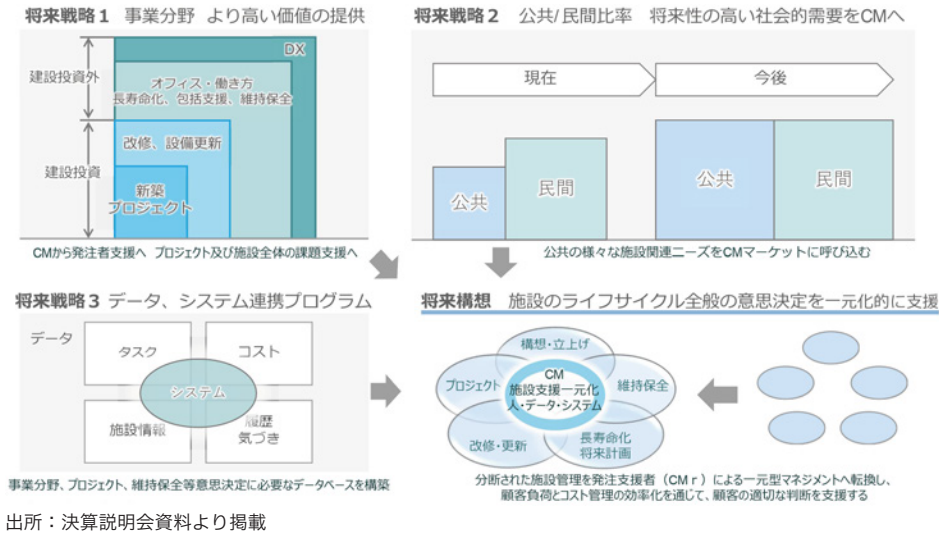 将来戦略1 事業分野 より高い価値の提供
建設投資外
建設投資
DX
オフィス・働き方
長寿命化、包括支援、維持保全
改修、設備更新
新築
プロジェクト
CMから発注者支援へ プロジェクト及び施設全体の課題支援へ
将来戦略2 公共/民間比率 将来性の高い社会的需要をCMへ
現在
今後
公共
民間
公共
民間
公共の様々な施設関連ニーズをCMマーケットに呼び込む
将来戦略3 データ、システム連携プログラム
データ
タスク
コスト
システム
施設情報
履歴
気づき
事業分野、プロジェクト、維持保全等意思決定に必要なデータベースを構築
将来構想 施設のライフサイクル全般の意思決定を一元化的に支援
構想・立上げ
プロジェクト
CM
施設支援一元化
人・データ・システム
維持保全
改修・更新
長寿命化
将来計画
分断された施設管理を発注支援者（CMr）による一元型マネジメントへ転換し、
顧客負荷とコスト管理の効率化を通じて、顧客の適切な判断を支援する
出所：決算説明会資料より掲載